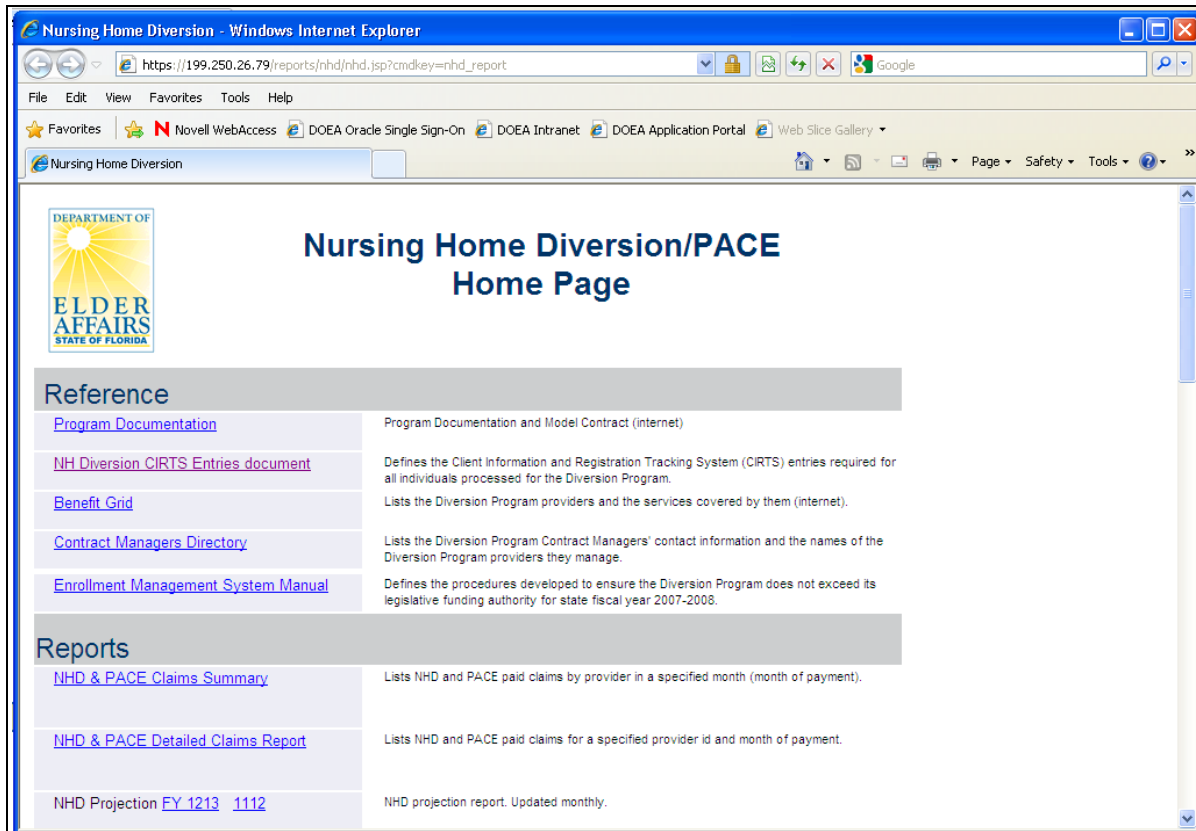 Nursing Home Diversion - Windows Internet Explorer
https://199.250.26.79/reports/nhd/nhd.jsp?cmdkey=nhd_report
Google
File Edit View Favorites Tools Help
Favorites Novell WebAccess DOEA Oracle Single Sign-On DOEA Intranet DOEA Application Portal Web Slice Gallery
Nursing Home Diversion
Page Safety Tools
DEPARTMENT OF
ELDER
AFFAIRS
STATE OF FLORIDA
Nursing Home Diversion/PACE
Home Page
Reference
Program Documentation
Program Documentation and Model Contract (internet)
NH Diversion CIRTS Entries document
Defines the Client Information and Registration Tracking System (CIRTS) entries required for
all individuals processed for the Diversion Program.
Benefit Grid
Lists the Diversion Program providers and the services covered by them (internet).
Contract Managers Directory
Lists the Diversion Program Contract Managers' contact information and the names of the
Diversion Program providers they manage.
Enrollment Management System Manual
Defines the procedures developed to ensure the Diversion Program does not exceed its
legislative funding authority for state fiscal year 2007-2008.
Reports
NHD & PACE Claims Summary
Lists NHD and PACE paid claims by provider in a specified month (month of payment).
NHD & PACE Detailed Claims Report
Lists NHD and PACE paid claims for a specified provider id and month of payment.
NHD Projection FY 1213 1112
NHD projection report. Updated monthly.